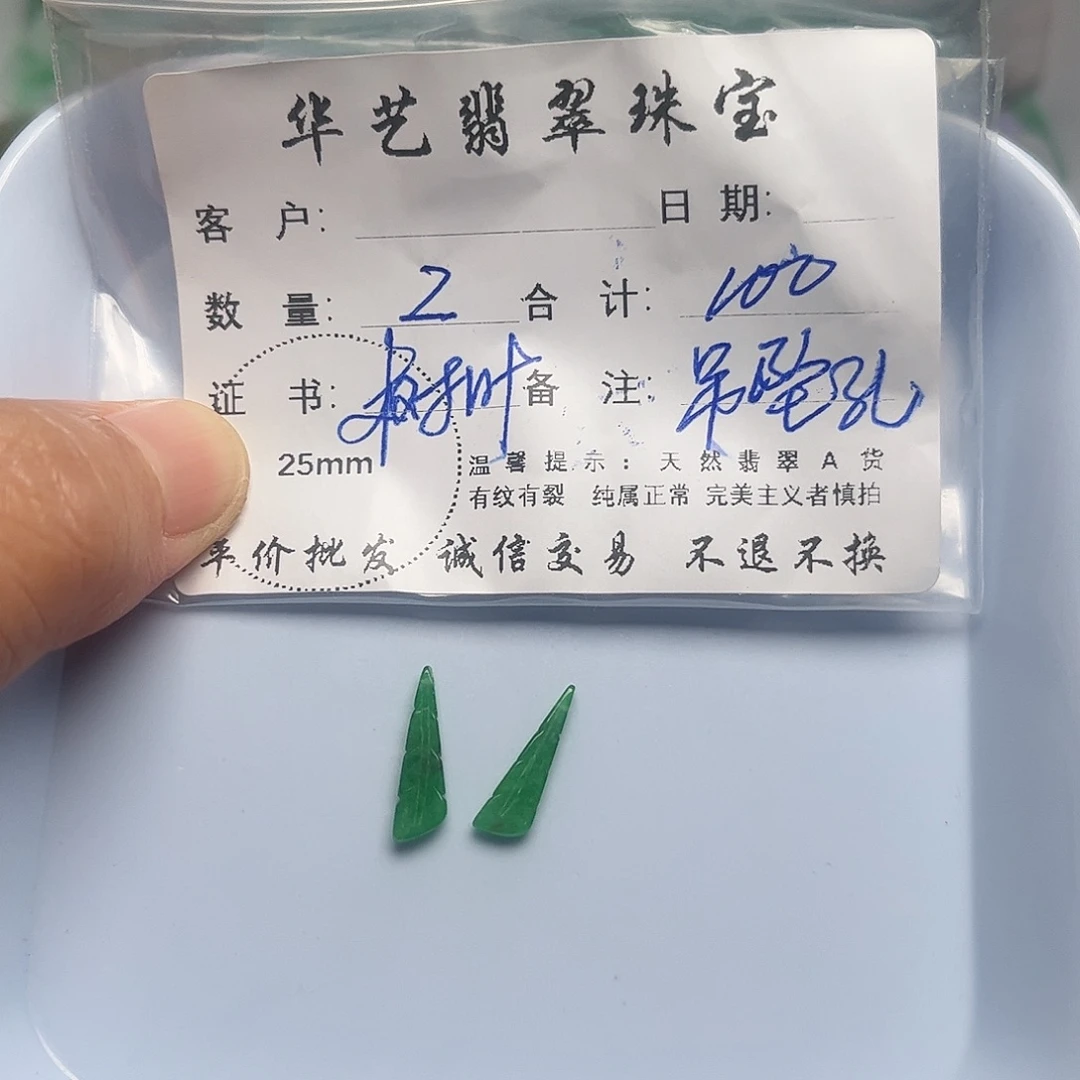 华艺翡翠珠宝
客 户: 日 期:
数 量: 2 合 计: 100
证 书: 树叶 备 注: 吊坠孔
25mm 温馨提示:天然翡翠A货
有纹有裂 纯属正常 完美主义者慎拍
平价批发 诚信交易 不退不换